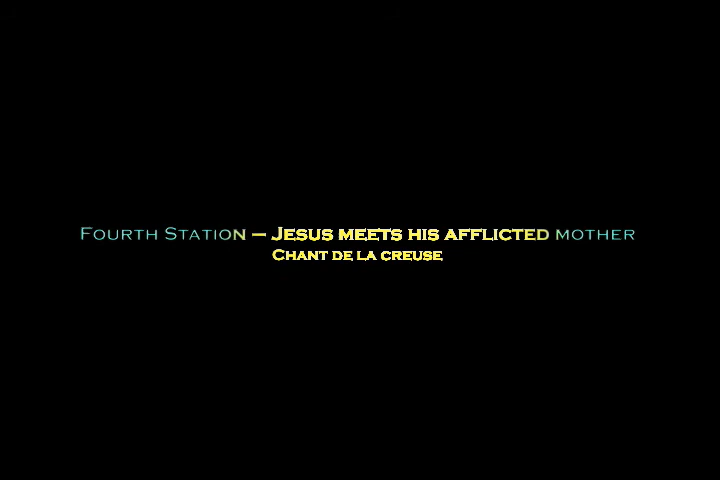 Fourth Station – Jesus meets his afflicted mother
Chant de la creuse